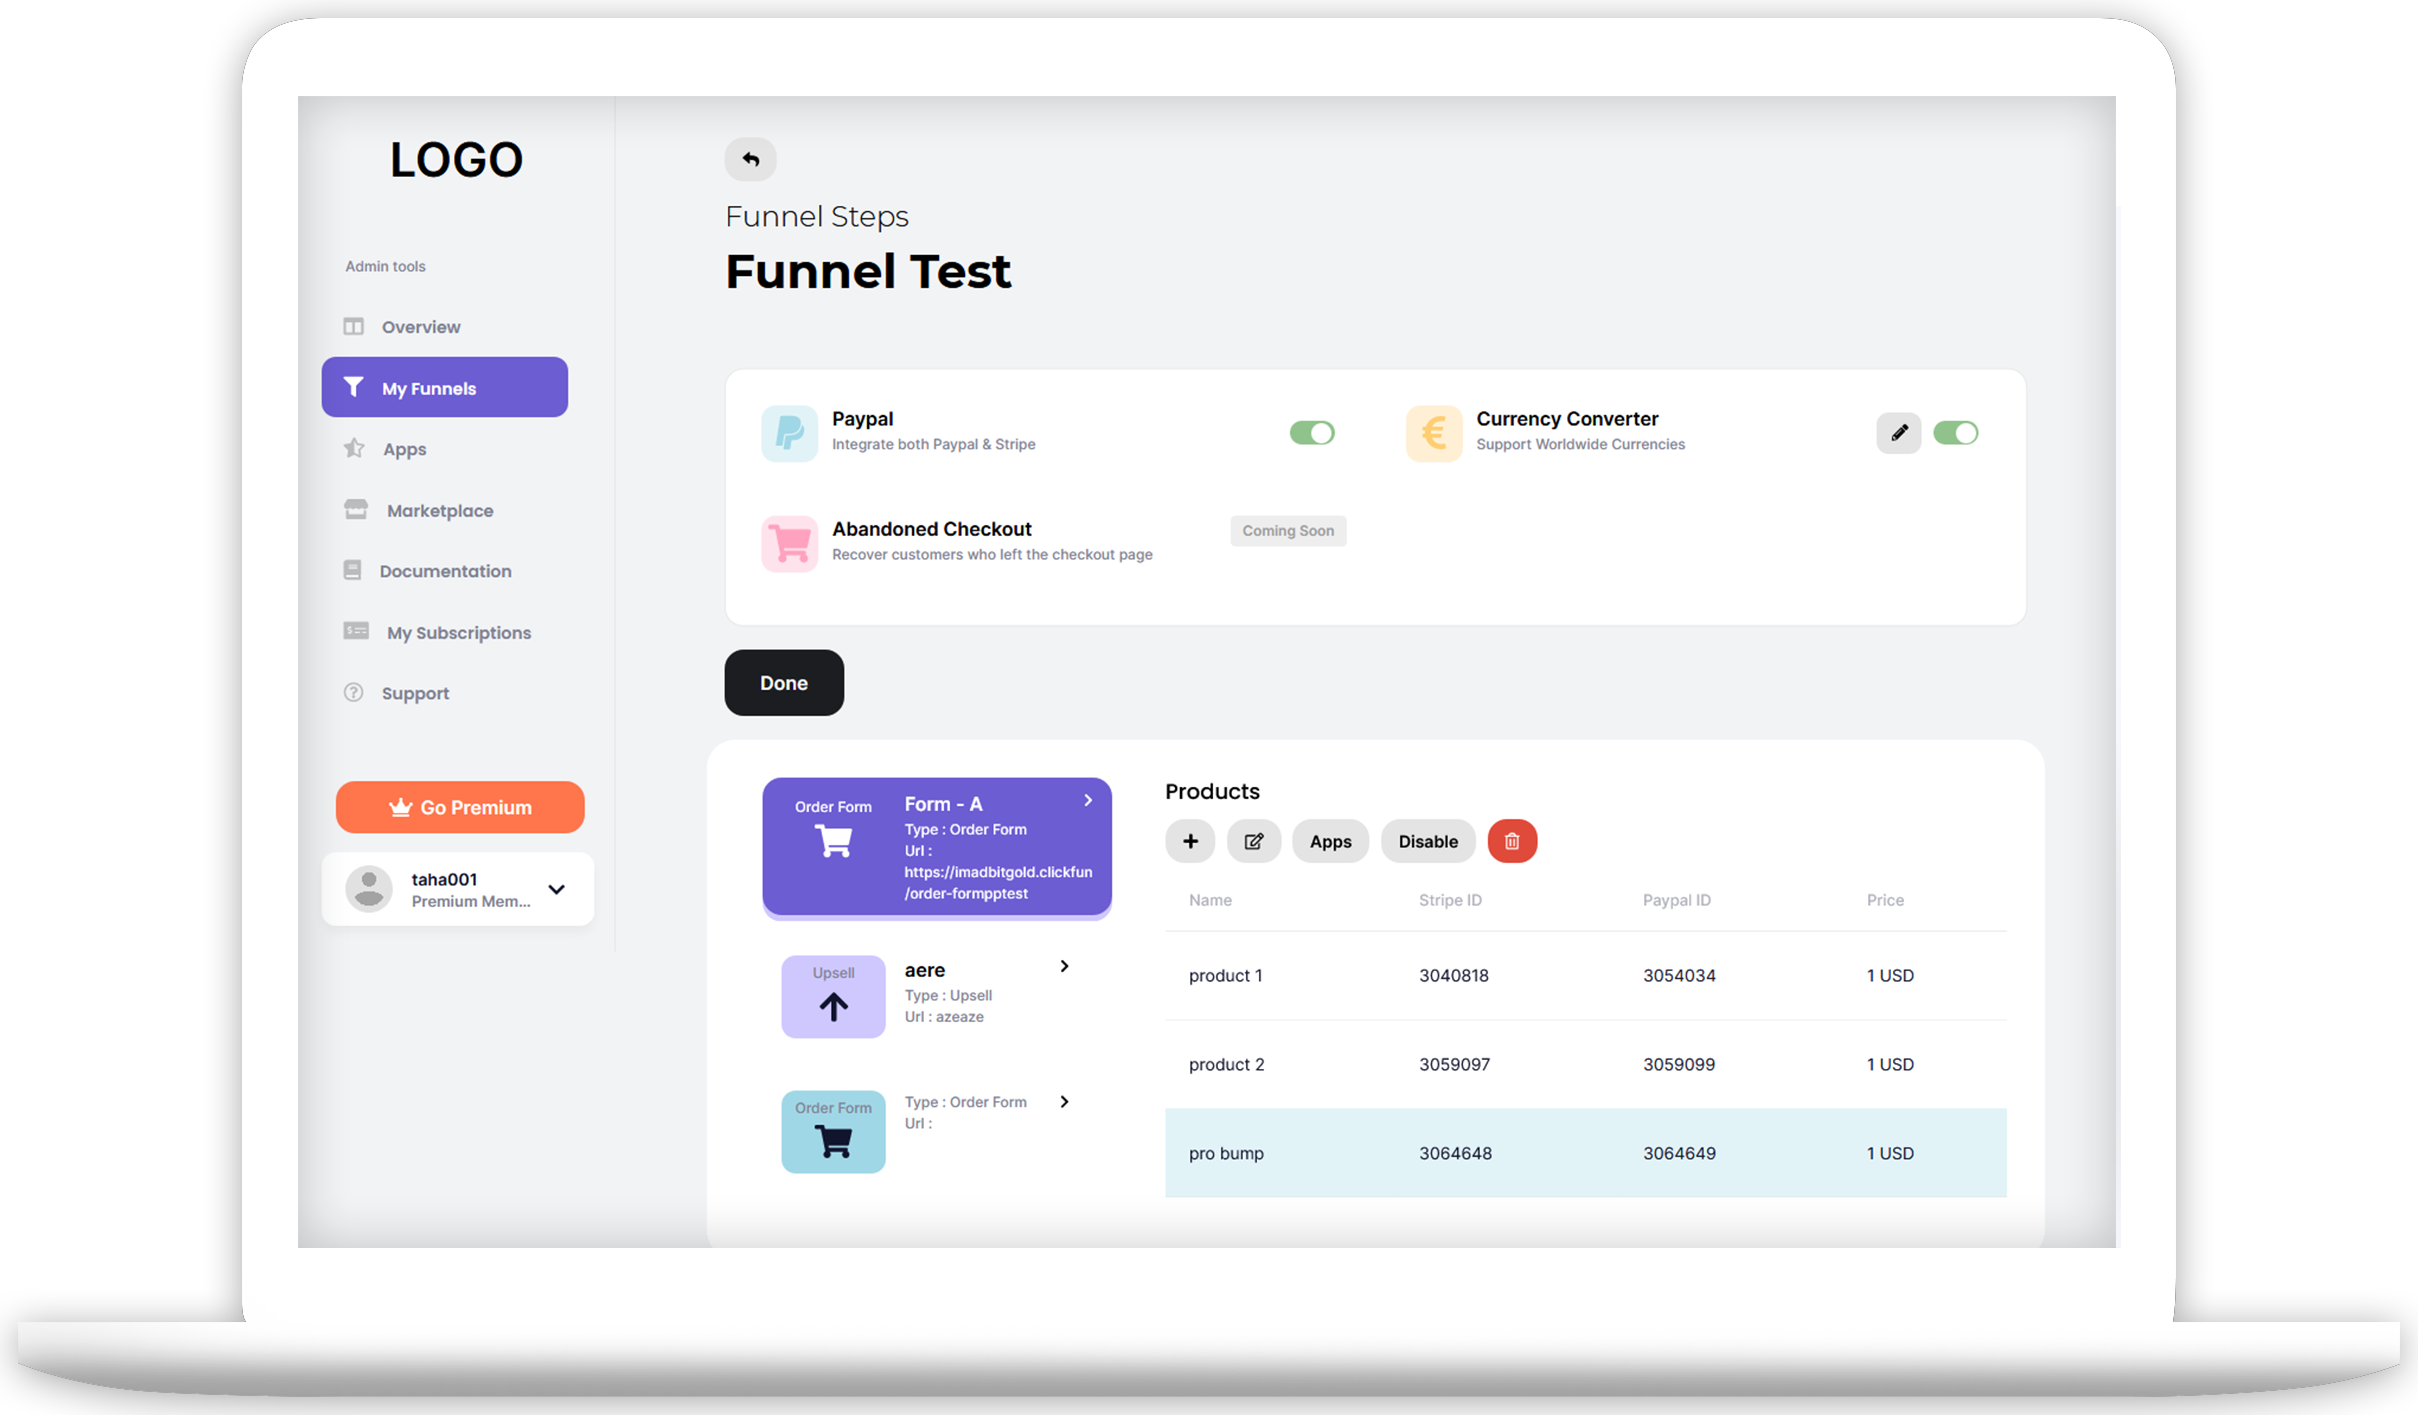 LOGO
Admin tools
Overview
My Funnels
Apps
Marketplace
Documentation
My Subscriptions
Support
Go Premium
taha001
Premium Mem...
Funnel Steps
Funnel Test
Paypal
Integrate both Paypal & Stripe
Currency Converter
Support Worldwide Currencies
Abandoned Checkout
Recover customers who left the checkout page
Coming Soon
Done
Order Form
Form - A
Type : Order Form
Url :
https://imadbitgold.clickfun
/order-formpptest
Upsell
aere
Type : Upsell
Url : azeaze
Order Form
Type : Order Form
Url :
Products
Apps Disable
Name Stripe ID Paypal ID Price
product 1 3040818 3054034 1 USD
product 2 3059097 3059099 1 USD
pro bump 3064648 3064649 1 USD